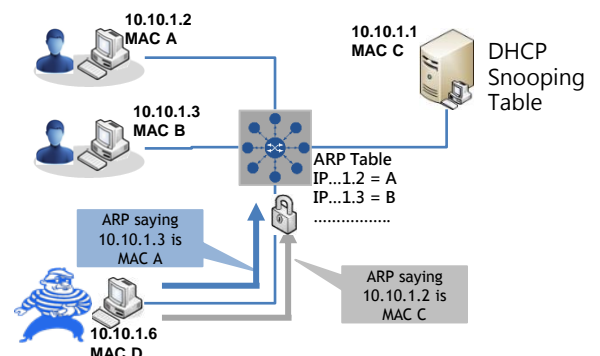 10.10.1.2
MAC A
10.10.1.1
MAC C
DHCP
Snooping
Table
10.10.1.3
MAC B
ARP Table
IP...1.2 = A
IP...1.3 = B
.................
ARP saying
10.10.1.3 is
MAC A
ARP saying
10.10.1.2 is
MAC C
10.10.1.6
MAC D